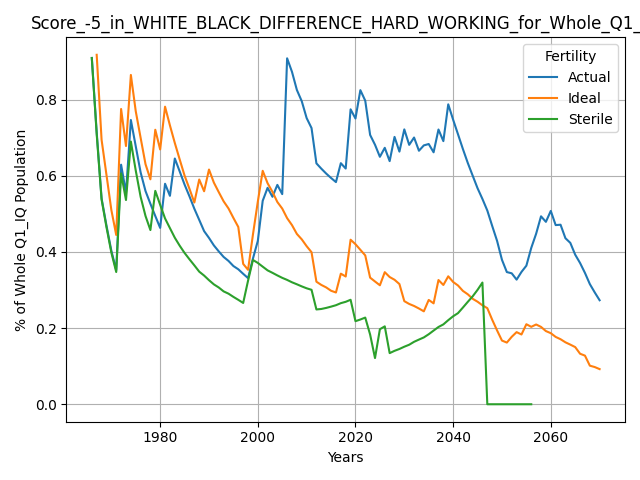 Score_-5_in_WHITE_BLACK_DIFFERENCE_HARD_WORKING_for_Whole_Q1_
Fertility
Actual
Ideal
Sterile
% of Whole Q1_IQ Population
0.8
0.6
0.4
0.2
0.0
1980 2000 2020 2040 2060
Years